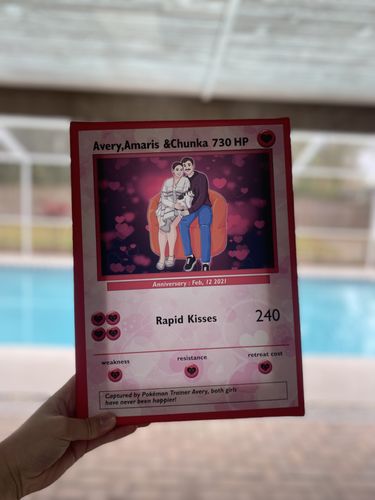 Avery,Amaris &Chunka 730 HP
Anniversary : Feb, 12 2021
Rapid Kisses 240
weakness resistance retreat cost
Captured by Pokémon Trainer Avery, both girls
have never been happier!